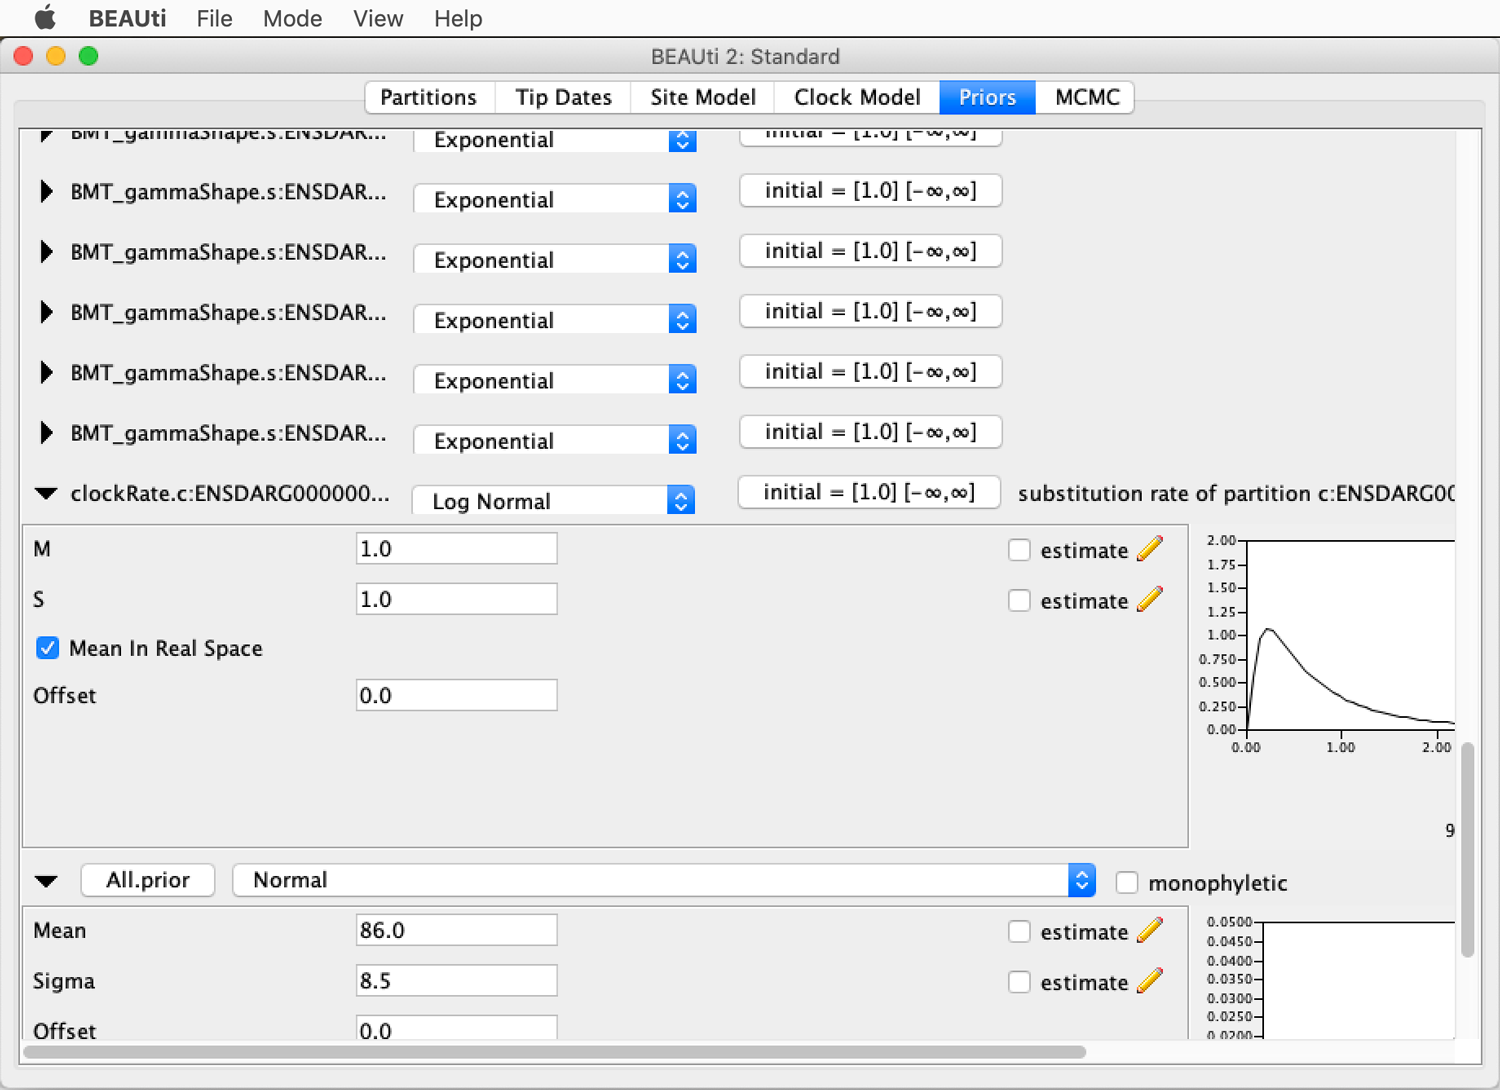 BEAUti File Mode View Help
BEAUti 2: Standard
Partitions Tip Dates Site Model Clock Model Priors MCMC
BMT_gammaShape.s:ENSDAR... Exponential initial = [1.0] [-∞,∞]
BMT_gammaShape.s:ENSDAR... Exponential initial = [1.0] [-∞,∞]
BMT_gammaShape.s:ENSDAR... Exponential initial = [1.0] [-∞,∞]
BMT_gammaShape.s:ENSDAR... Exponential initial = [1.0] [-∞,∞]
BMT_gammaShape.s:ENSDAR... Exponential initial = [1.0] [-∞,∞]
BMT_gammaShape.s:ENSDAR... Exponential initial = [1.0] [-∞,∞]
clockRate.c:ENSDARG000000... Log Normal initial = [1.0] [-∞,∞] substitution rate of partition c:ENSDARG00
M 1.0 estimate
S 1.0 estimate
Mean In Real Space
Offset 0.0
2.00
1.75
1.50
1.25
1.00
0.750
0.500
0.250
0.00
0.00 1.00 2.00
9
All.prior Normal monophyletic
Mean 86.0 estimate
Sigma 8.5 estimate
Offset 0.0
0.0500
0.0450
0.0400
0.0350
0.0300
0.0250
0.0200